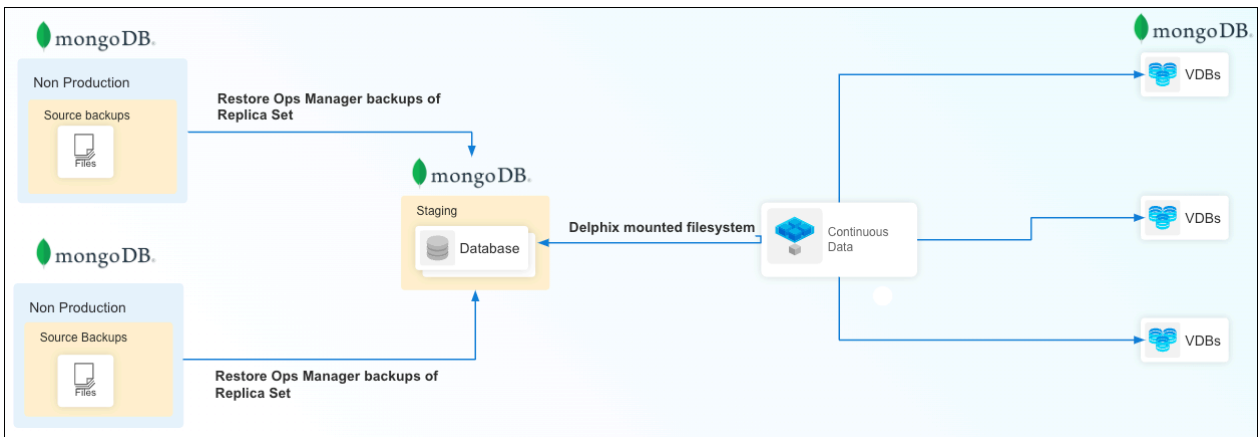 mongoDB.
Non Production
Source backups
Files
Restore Ops Manager backups of
Replica Set
mongoDB.
Non Production
Source Backups
Files
Restore Ops Manager backups of
Replica Set
mongoDB.
Staging
Database
Delphix mounted filesystem
Continuous
Data
mongoDB.
VDBs
VDBs
VDBs